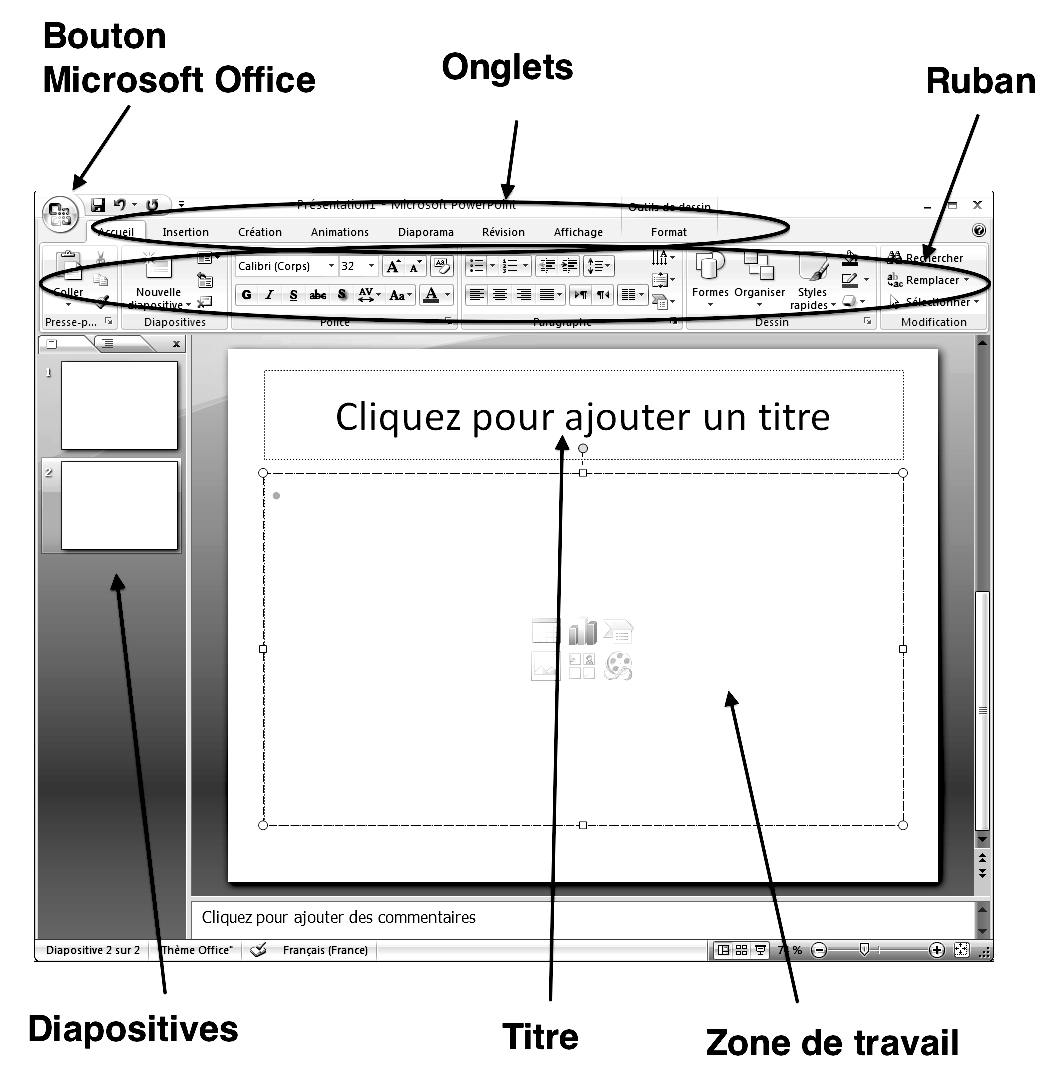 Bouton
Microsoft Office
Onglets
Ruban
Présentation1 - Microsoft PowerPoint
Outils de dessin
Accueil Insertion Création Animations Diaporama Révision Affichage Format
Calibri (Corps) 32
Rechercher
Remplacer
Sélectionner
Coller
Nouvelle
diapositive
G I S abc S AV Aa A
Formes Organiser Styles
rapides
Presse-p... Diapositives Police Paragraphe Dessin Modification
1
2
Cliquez pour ajouter un titre
Cliquez pour ajouter des commentaires
Diapositive 2 sur 2 "Thème Office" Français (France)
Diapositives
Titre
Zone de travail